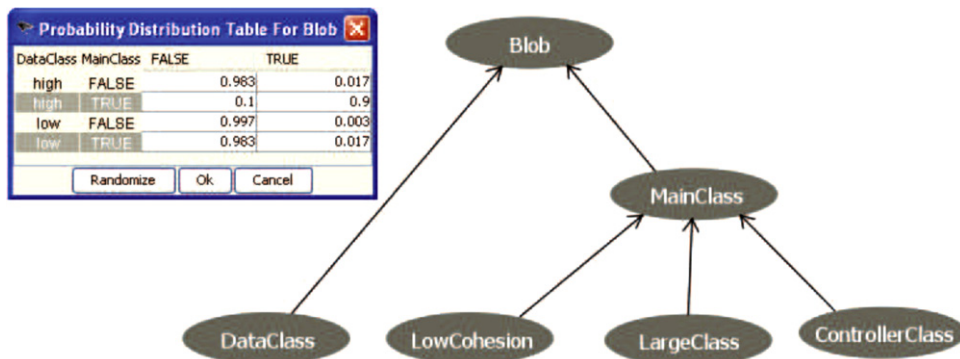 Probability Distribution Table For Blob
DataClass MainClass FALSE TRUE
high FALSE 0.983 0.017
high TRUE 0.1 0.9
low FALSE 0.997 0.003
low TRUE 0.983 0.017
Randomize Ok Cancel
Blob
MainClass
DataClass LowCohesion LargeClass ControllerClass